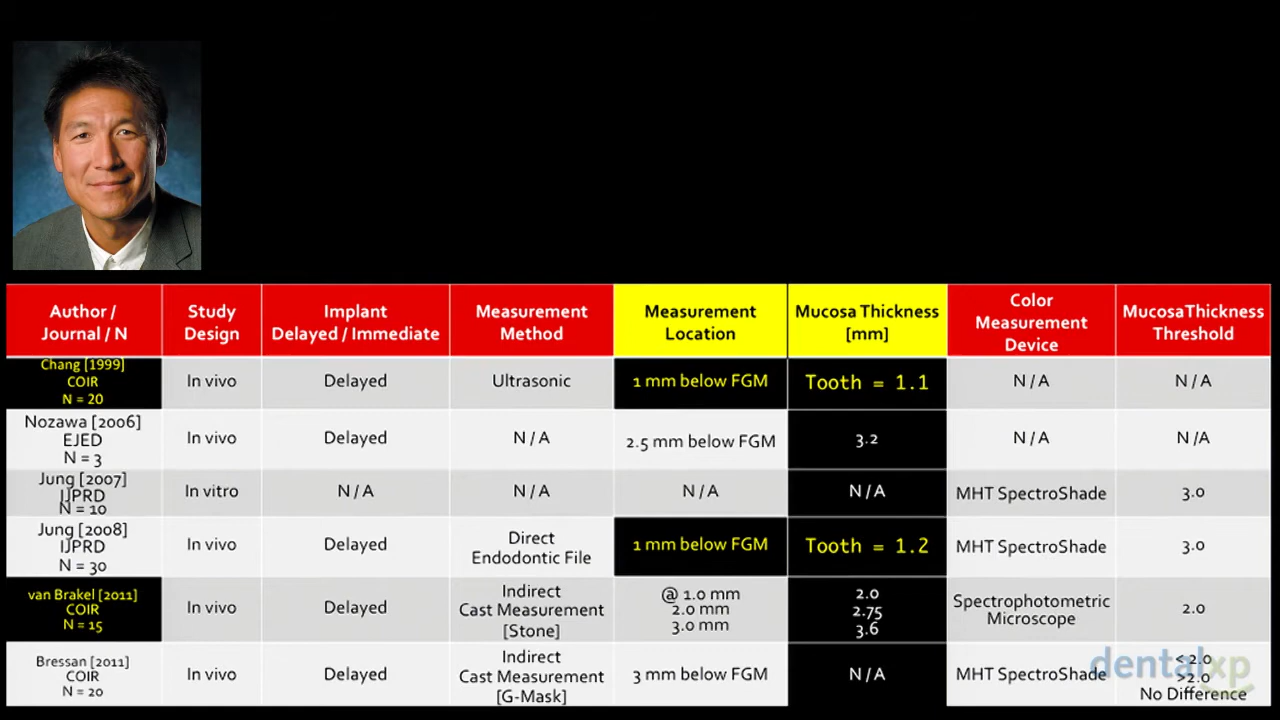 Author /
Journal / N
Study
Design
Implant
Delayed / Immediate
Measurement
Method
Measurement
Location
Mucosa Thickness
[mm]
Color
Measurement
Device
MucosaThickness
Threshold
Chang [1999]
COIR
N = 20
In vivo
Delayed
Ultrasonic
1 mm below FGM
Tooth = 1.1
N / A
N / A
Nozawa [2006]
EJED
N = 3
In vivo
Delayed
N / A
2.5 mm below FGM
3.2
N / A
N /A
Jung [2007]
IJPRD
N = 10
In vitro
N / A
N / A
N / A
N / A
MHT SpectroShade
3.0
Jung [2008]
IJPRD
N = 30
In vivo
Delayed
Direct
Endodontic File
1 mm below FGM
Tooth = 1.2
MHT SpectroShade
3.0
van Brakel [2011]
COIR
N = 15
In vivo
Delayed
Indirect
Cast Measurement
[Stone]
@ 1.0 mm
2.0 mm
3.0 mm
2.0
2.75
3.6
Spectrophotometric
Microscope
2.0
Bressan [2011]
COIR
N = 20
In vivo
Delayed
Indirect
Cast Measurement
[G-Mask]
3 mm below FGM
N / A
MHT SpectroShade
< 2.0
>2.0
No Difference
dentalxp